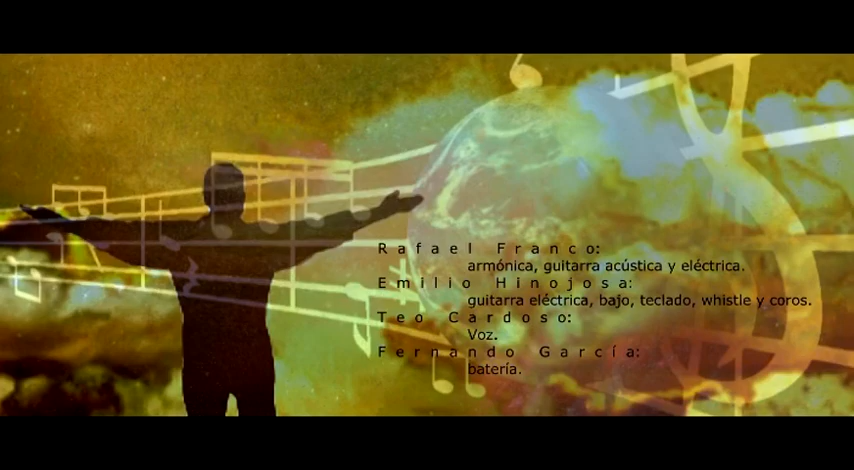 Rafael Franco:
armónica, guitarra acústica y eléctrica.
Emilio Hinojosa:
guitarra eléctrica, bajo, teclado, whistle y coros.
Teo Cardoso:
Voz.
Fernando García:
batería.